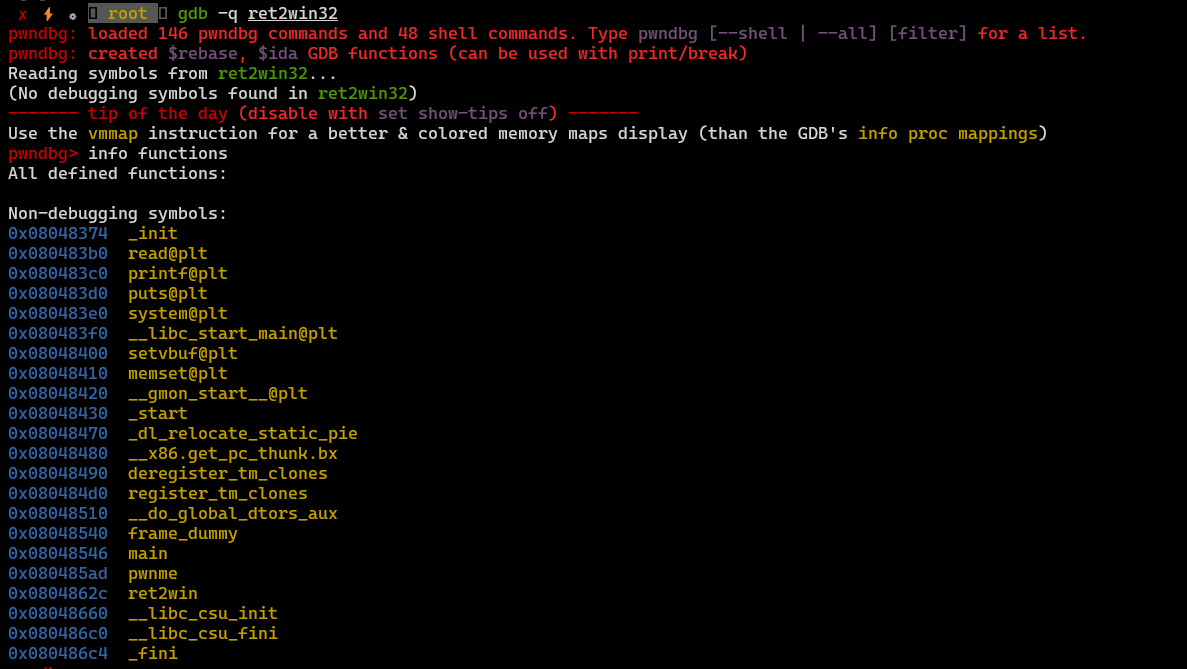 ✗ ⚡ ⚙ root gdb -q ret2win32
pwndbg: loaded 146 pwndbg commands and 48 shell commands. Type pwndbg [--shell | --all] [filter] for a list.
pwndbg: created $rebase, $ida GDB functions (can be used with print/break)
Reading symbols from ret2win32...
(No debugging symbols found in ret2win32)
------- tip of the day (disable with set show-tips off) -------
Use the vmmap instruction for a better & colored memory maps display (than the GDB's info proc mappings)
pwndbg> info functions
All defined functions:
Non-debugging symbols:
0x08048374  _init
0x080483b0  read@plt
0x080483c0  printf@plt
0x080483d0  puts@plt
0x080483e0  system@plt
0x080483f0  __libc_start_main@plt
0x08048400  setvbuf@plt
0x08048410  memset@plt
0x08048420  __gmon_start__@plt
0x08048430  _start
0x08048470  _dl_relocate_static_pie
0x08048480  __x86.get_pc_thunk.bx
0x08048490  deregister_tm_clones
0x080484d0  register_tm_clones
0x08048510  __do_global_dtors_aux
0x08048540  frame_dummy
0x08048546  main
0x080485ad  pwnme
0x0804862c  ret2win
0x08048660  __libc_csu_init
0x080486c0  __libc_csu_fini
0x080486c4  _fini